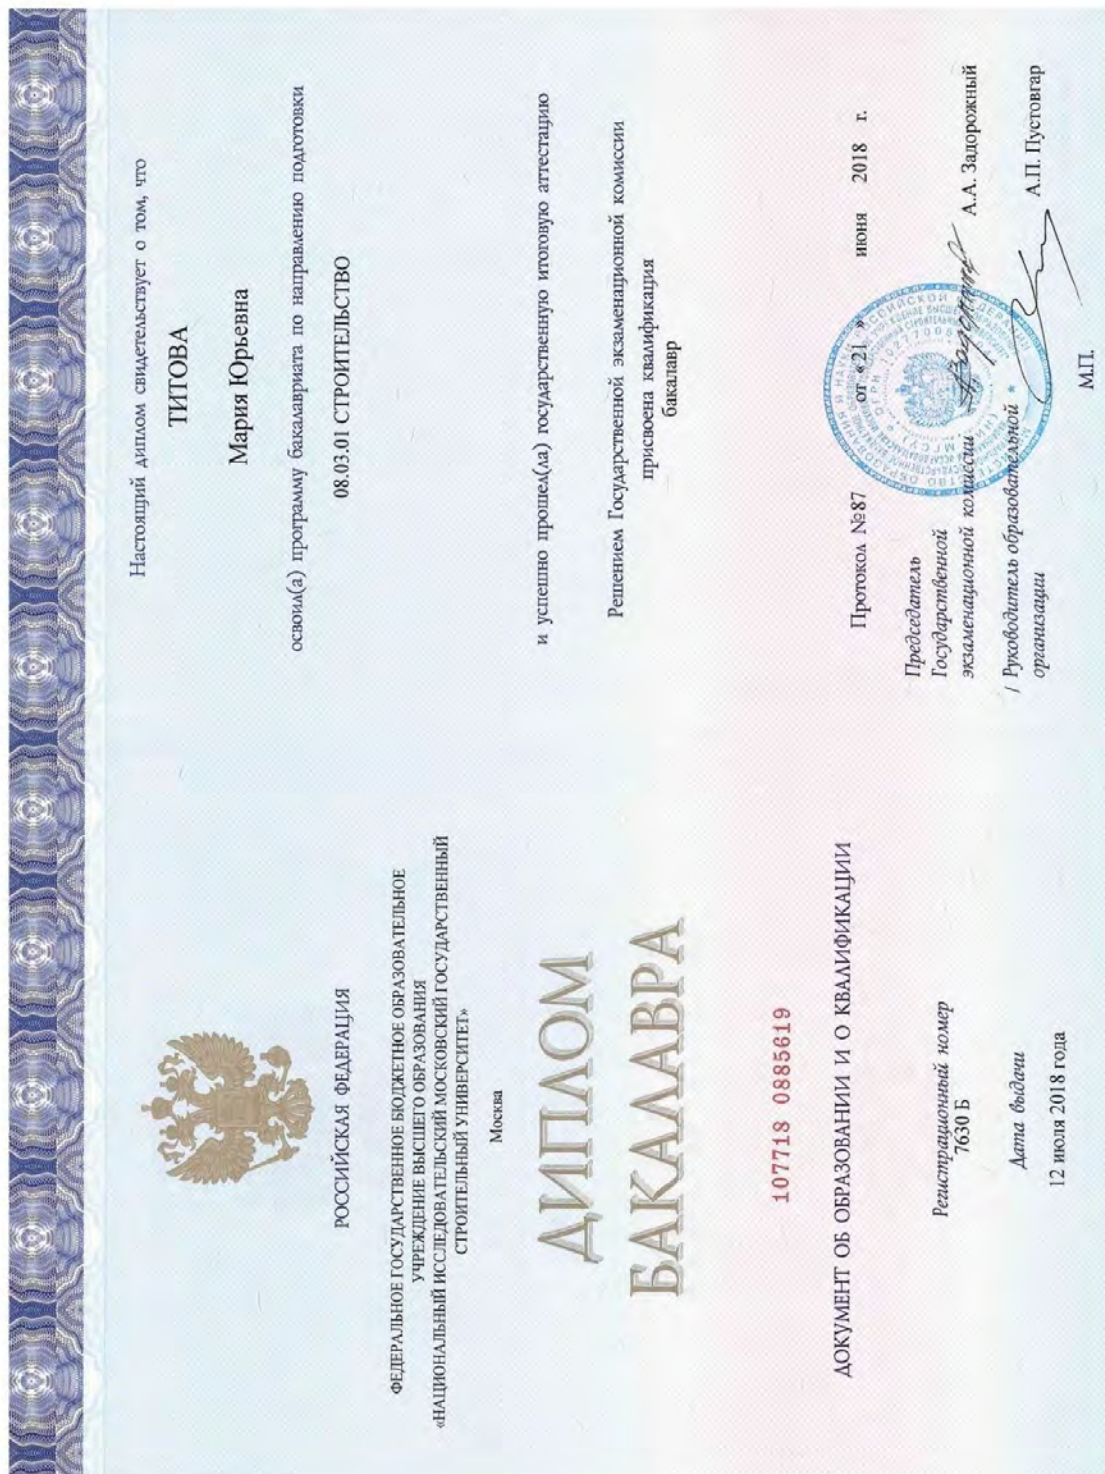 РОССИЙСКАЯ ФЕДЕРАЦИЯ
ФЕДЕРАЛЬНОЕ ГОСУДАРСТВЕННОЕ БЮДЖЕТНОЕ ОБРАЗОВАТЕЛЬНОЕ
УЧРЕЖДЕНИЕ ВЫСШЕГО ОБРАЗОВАНИЯ
«НАЦИОНАЛЬНЫЙ ИССЛЕДОВАТЕЛЬСКИЙ МОСКОВСКИЙ ГОСУДАРСТВЕННЫЙ
СТРОИТЕЛЬНЫЙ УНИВЕРСИТЕТ»
Москва
ДИПЛОМ
БАКАЛАВРА
107718 0885619
ДОКУМЕНТ ОБ ОБРАЗОВАНИИ И О КВАЛИФИКАЦИИ
Регистрационный номер
7630 Б
Дата выдачи
12 июля 2018 года
Настоящий диплом свидетельствует о том, что
ТИТОВА
Мария Юрьевна
освоил(а) программу бакалавриата по направлению подготовки
08.03.01 СТРОИТЕЛЬСТВО
и успешно прошел(ла) государственную итоговую аттестацию
Решением Государственной экзаменационной комиссии
присвоена квалификация
бакалавр
Протокол №87 от «21 » июня 2018 г.
Председатель
Государственной
экзаменационной комиссии А.А. Задорожный
/ Руководитель образовательной
организации А.П. Пустовгар
М.П.